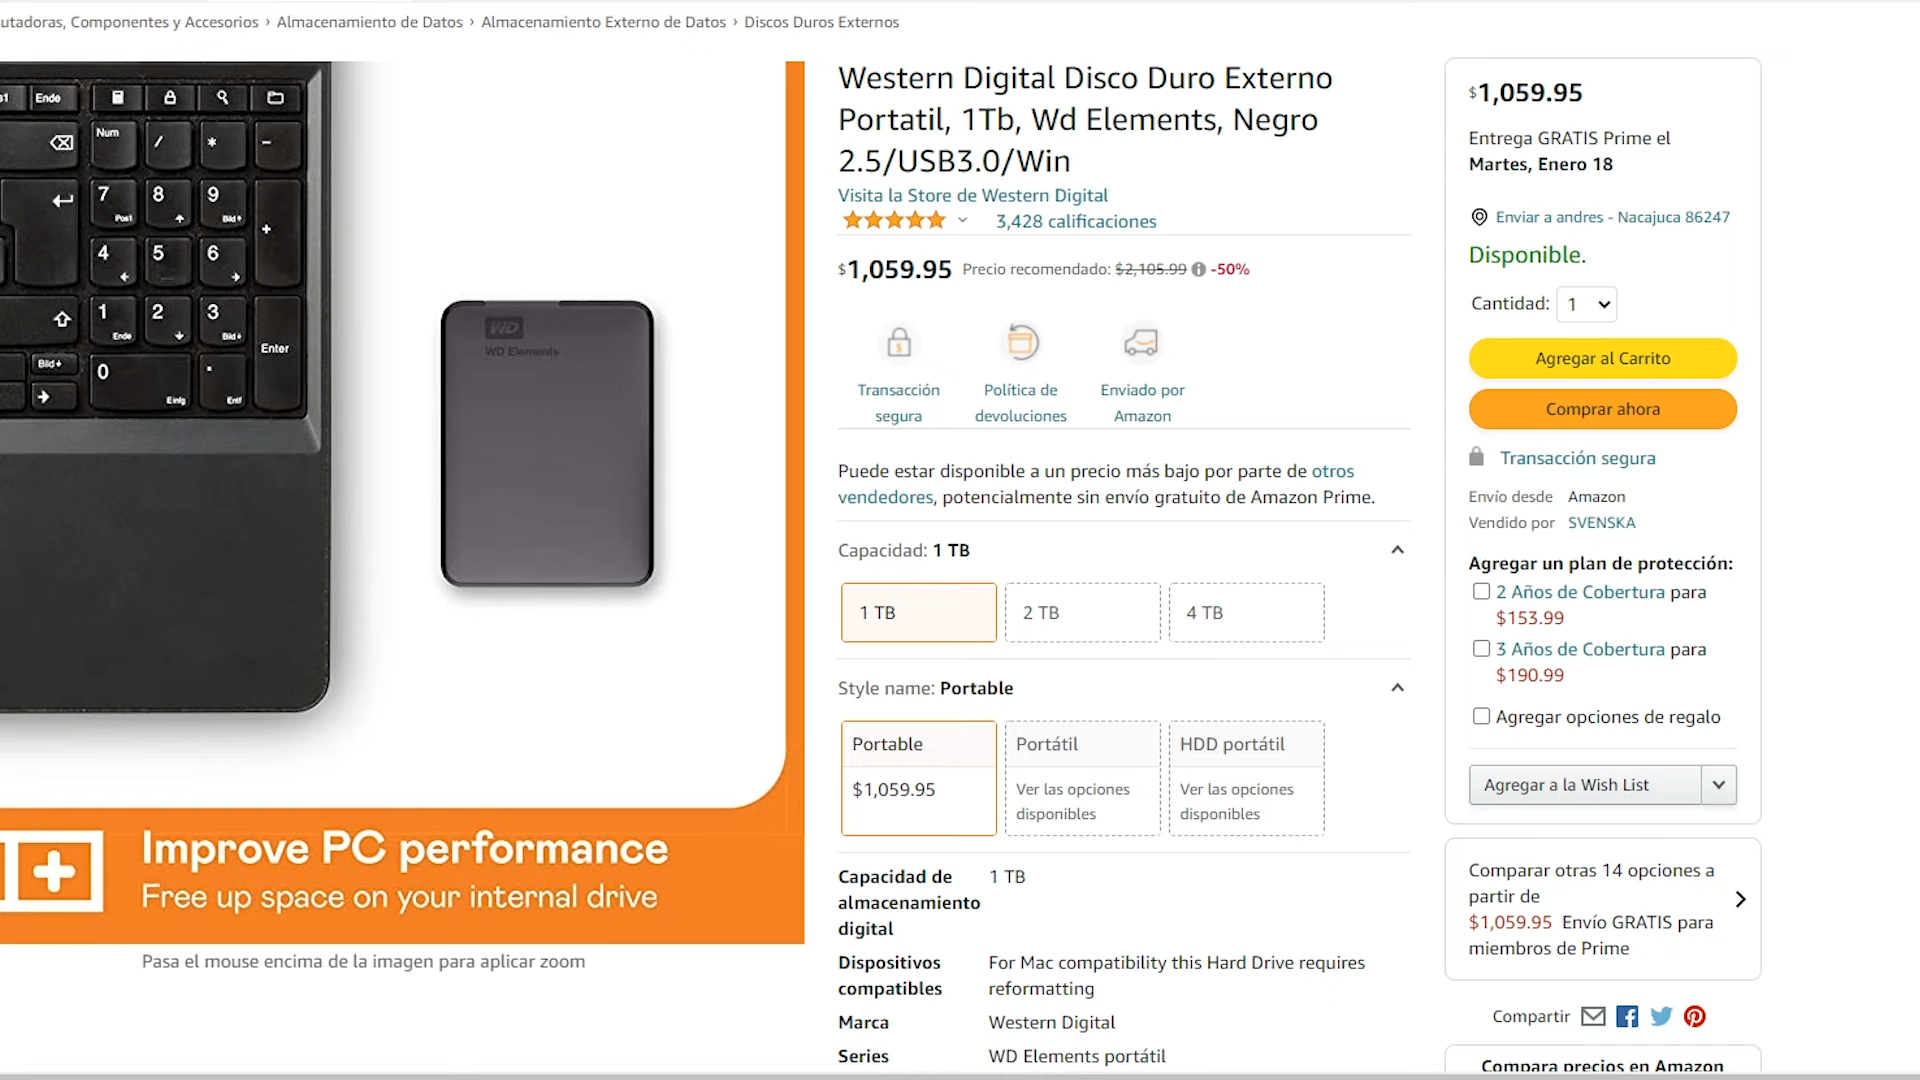 utadoras, Componentes y Accesorios › Almacenamiento de Datos › Almacenamiento Externo de Datos › Discos Duros Externos
Ende
Num
/
*
-
7
Pos1
8
9
Bild
+
4
5
6
1
Ende
2
3
Bild
Enter
Bild
0
Einfg
.
Entf
WD
WD Elements
Improve PC performance
Free up space on your internal drive
Pasa el mouse encima de la imagen para aplicar zoom
Western Digital Disco Duro Externo
Portatil, 1Tb, Wd Elements, Negro
2.5/USB3.0/Win
Visita la Store de Western Digital
3,428 calificaciones
$1,059.95 Precio recomendado: $2,105.99 -50%
Transacción
segura
Política de
devoluciones
Enviado por
Amazon
Puede estar disponible a un precio más bajo por parte de otros
vendedores, potencialmente sin envío gratuito de Amazon Prime.
Capacidad: 1 TB
1 TB
2 TB
4 TB
Style name: Portable
Portable
$1,059.95
Portátil
Ver las opciones
disponibles
HDD portátil
Ver las opciones
disponibles
Capacidad de
almacenamiento
digital
1 TB
Dispositivos
compatibles
For Mac compatibility this Hard Drive requires
reformatting
Marca Western Digital
Series WD Elements portátil
$1,059.95
Entrega GRATIS Prime el
Martes, Enero 18
Enviar a andres - Nacajuca 86247
Disponible.
Cantidad: 1
Agregar al Carrito
Comprar ahora
Transacción segura
Envío desde Amazon
Vendido por SVENSKA
Agregar un plan de protección:
2 Años de Cobertura para
$153.99
3 Años de Cobertura para
$190.99
Agregar opciones de regalo
Agregar a la Wish List
Comparar otras 14 opciones a
partir de
$1,059.95 Envío GRATIS para
miembros de Prime
Compartir
Compara precios en Amazon